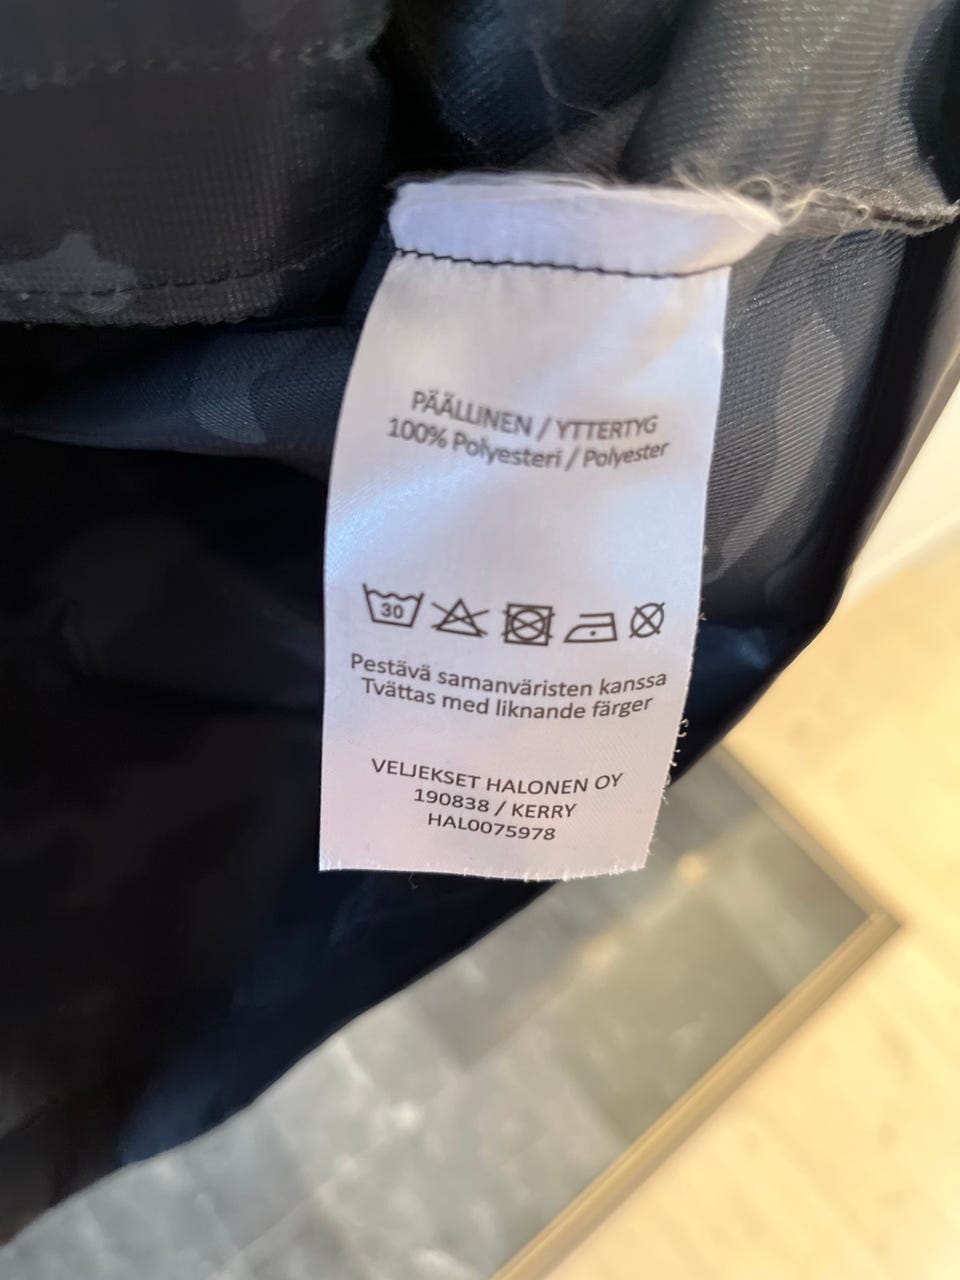 PÄÄLLINEN / YTTERTYG
100% Polyesteri / Polyester
30
Pestävä samanväristen kanssa
Tvättas med liknande färger
VELJEKSET HALONEN OY
190838 / KERRY
HAL0075978